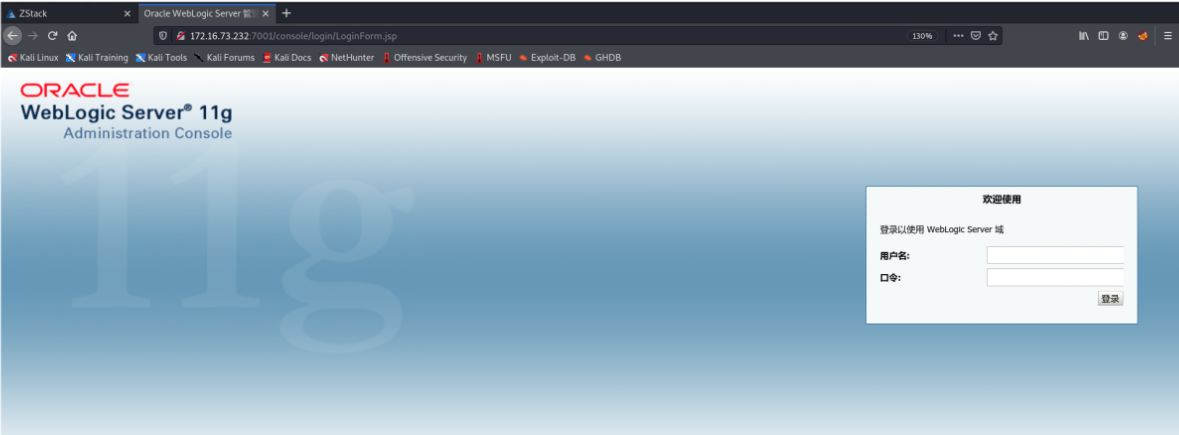 ZStack
Oracle WebLogic Server 管
172.16.73.232:7001/console/login/LoginForm.jsp
130%
Kali Linux Kali Training Kali Tools Kali Forums Kali Docs NetHunter Offensive Security MSFU Exploit-DB GHDB
ORACLE
WebLogic Server® 11g
Administration Console
11g
欢迎使用
登录以使用 WebLogic Server 域
用户名:
口令:
登录